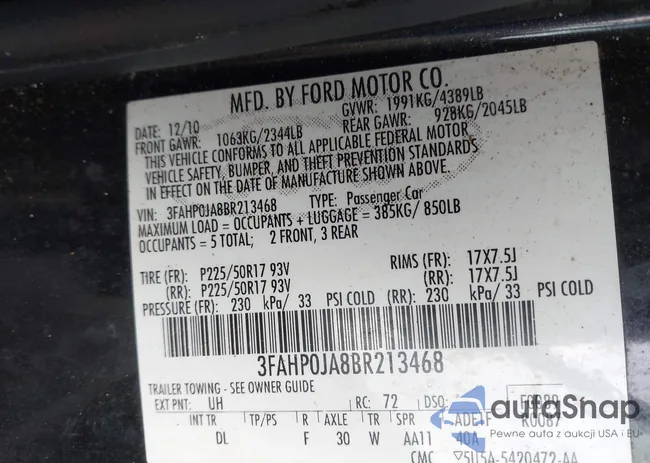 MFD. BY FORD MOTOR CO.
DATE: 12/10 GVWR: 1991KG/4389LB
FRONT GAWR: 1063KG/2344LB REAR GAWR: 928KG/2045LB
THIS VEHICLE CONFORMS TO ALL APPLICABLE FEDERAL MOTOR
VEHICLE SAFETY, BUMPER, AND THEFT PREVENTION STANDARDS
IN EFFECT ON THE DATE OF MANUFACTURE SHOWN ABOVE.
VIN: 3FAHP0JA8BR213468 TYPE: Passenger Car
MAXIMUM LOAD = OCCUPANTS + LUGGAGE = 385KG/ 850LB
OCCUPANTS = 5 TOTAL; 2 FRONT, 3 REAR
TIRE (FR): P225/50R17 93V RIMS (FR): 17X7.5J
(RR): P225/50R17 93V (RR): 17X7.5J
PRESSURE (FR): 230 kPa/ 33 PSI COLD (RR): 230 kPa/ 33 PSI COLD
3FAHP0JA8BR213468
TRAILER TOWING - SEE OWNER GUIDE
EXT PNT: UH RC: 72 DSO:
INT TR TP/PS R AXLE TR SPR
DL F 30 W AA11 40A
autoSnap
Pewne auta z aukcji USA i EU